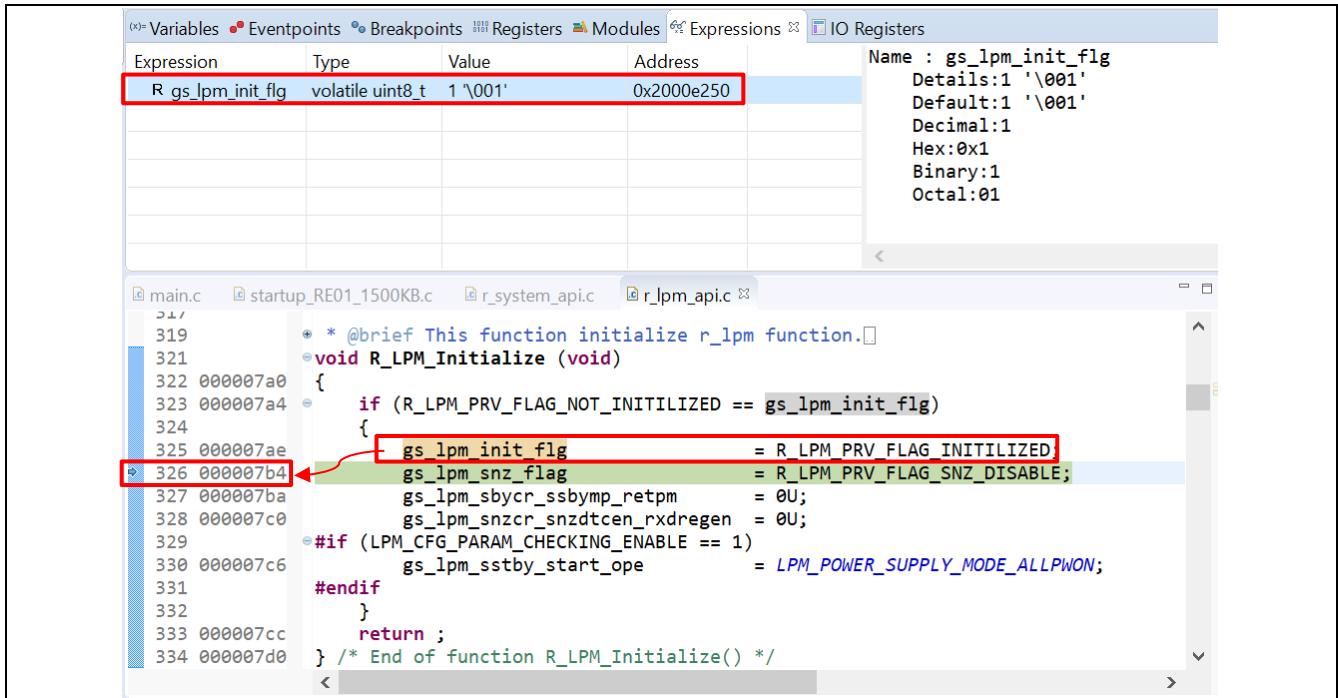 (x)= Variables Eventpoints Breakpoints Registers Modules Expressions IO Registers
Expression Type Value Address
R gs_lpm_init_flg volatile uint8_t 1 '\001' 0x2000e250
Name : gs_lpm_init_flg
Details:1 '\001'
Default:1 '\001'
Decimal:1
Hex:0x1
Binary:1
Octal:01
main.c startup_RE01_1500KB.c r_system_api.c r_lpm_api.c
317
319 * @brief This function initialize r_lpm function.
321 void R_LPM_Initialize (void)
322 000007a0 {
323 000007a4 if (R_LPM_PRV_FLAG_NOT_INITILIZED == gs_lpm_init_flg)
324 {
325 000007ae gs_lpm_init_flg = R_LPM_PRV_FLAG_INITILIZED;
326 000007b4 gs_lpm_snz_flag = R_LPM_PRV_FLAG_SNZ_DISABLE;
327 000007ba gs_lpm_sbycr_ssbymp_retpm = 0U;
328 000007c0 gs_lpm_snzcr_snzdtcen_rxdregen = 0U;
329 #if (LPM_CFG_PARAM_CHECKING_ENABLE == 1)
330 000007c6 gs_lpm_sstby_start_ope = LPM_POWER_SUPPLY_MODE_ALLPWON;
331 #endif
332 }
333 000007cc return ;
334 000007d0 } /* End of function R_LPM_Initialize() */